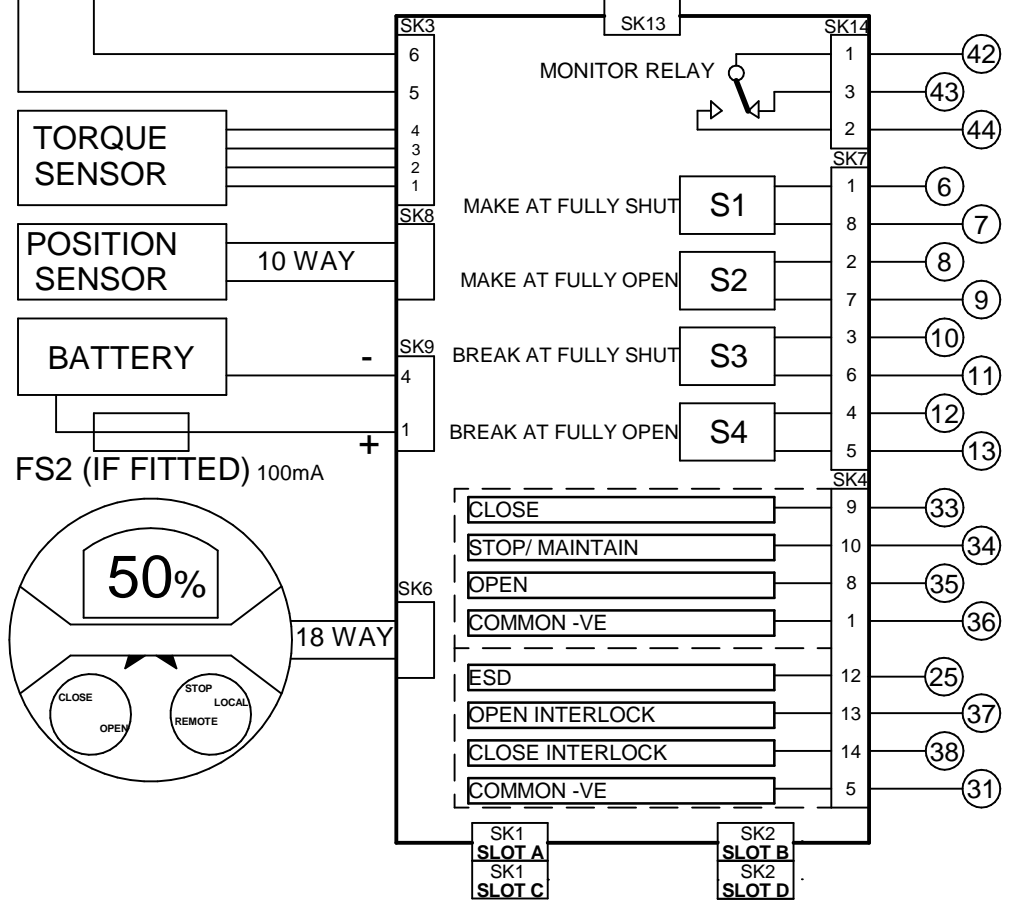 SK3
SK13
SK14
6
MONITOR RELAY
1
42
5
3
43
2
44
TORQUE
SENSOR
4
3
2
1
SK7
SK8
MAKE AT FULLY SHUT
S1
1
6
8
7
POSITION
SENSOR
10 WAY
MAKE AT FULLY OPEN
S2
2
8
7
9
BATTERY
-
SK9
4
1
+
BREAK AT FULLY SHUT
S3
3
10
6
11
BREAK AT FULLY OPEN
S4
4
12
5
13
FS2 (IF FITTED) 100mA
SK4
CLOSE
9
33
STOP/ MAINTAIN
10
34
OPEN
8
35
COMMON -VE
1
36
50%
SK6
18 WAY
CLOSE
OPEN
STOP
LOCAL
REMOTE
ESD
12
25
OPEN INTERLOCK
13
37
CLOSE INTERLOCK
14
38
COMMON -VE
5
31
SK1
SLOT A
SK1
SLOT C
SK2
SLOT B
SK2
SLOT D